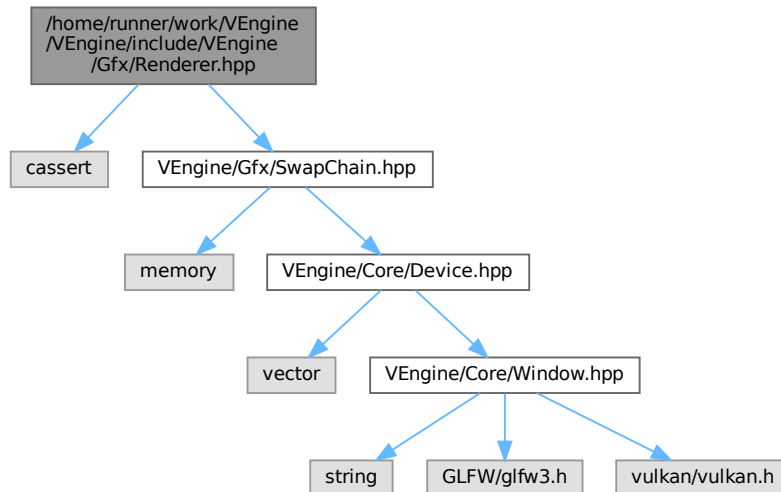 /home/runner/work/VEngine
/VEngine/include/VEngine
/Gfx/Renderer.hpp
cassert
VEngine/Gfx/SwapChain.hpp
memory
VEngine/Core/Device.hpp
vector
VEngine/Core/Window.hpp
string
GLFW/glfw3.h
vulkan/vulkan.h